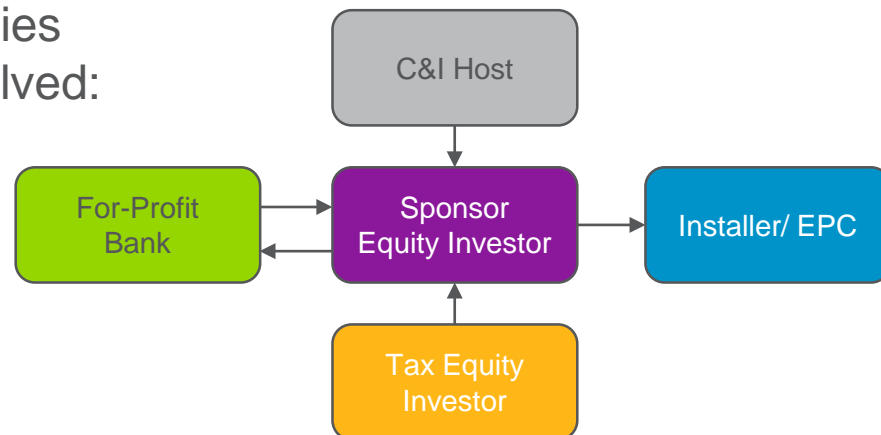 ies
lved:
C&I Host
For-Profit
Bank
Sponsor
Equity Investor
Installer/ EPC
Tax Equity
Investor